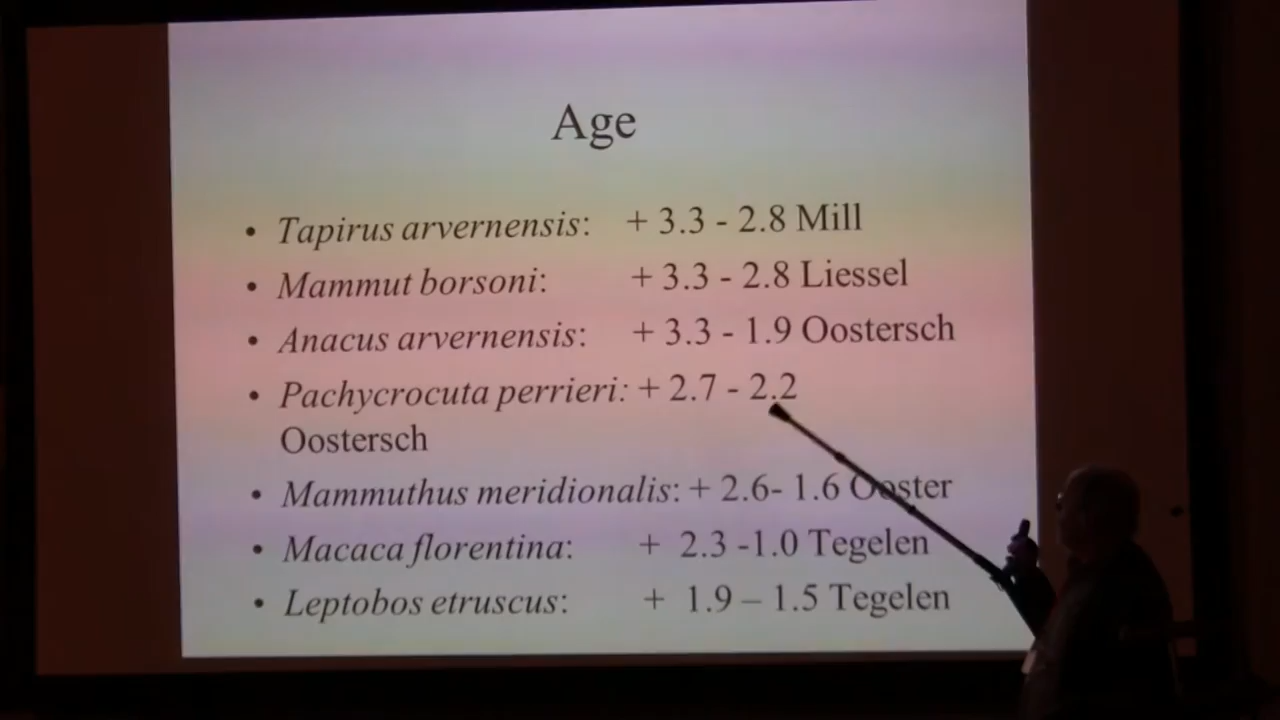 Age
• Tapirus arvernensis: + 3.3 - 2.8 Mill
• Mammut borsoni: + 3.3 - 2.8 Liessel
• Anacus arvernensis: + 3.3 - 1.9 Oostersch
• Pachycrocuta perrieri: + 2.7 - 2.2
Oostersch
• Mammuthus meridionalis: + 2.6- 1.6 Ooster
• Macaca florentina: + 2.3 -1.0 Tegelen
• Leptobos etruscus: + 1.9 – 1.5 Tegelen